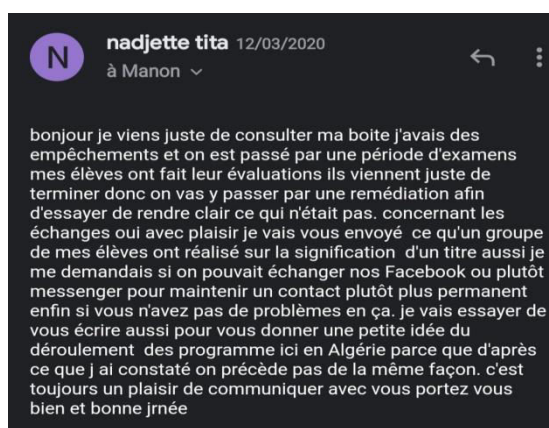 N
nadjette tita 12/03/2020
à Manon
bonjour je viens juste de consulter ma boite j'avais des
empêchements et on est passé par une période d'examens
mes élèves ont fait leur évaluations ils viennent juste de
terminer donc on vas y passer par une remédiation afin
d'essayer de rendre clair ce qui n'était pas. concernant les
échanges oui avec plaisir je vais vous envoyé ce qu'un groupe
de mes élèves ont réalisé sur la signification d'un titre aussi je
me demandais si on pouvait échanger nos Facebook ou plutôt
messenger pour maintenir un contact plutôt plus permanent
enfin si vous n'avez pas de problèmes en ça. je vais essayer de
vous écrire aussi pour vous donner une petite idée du
déroulement des programme ici en Algérie parce que d'après
ce que j ai constaté on précède pas de la même façon. c'est
toujours un plaisir de communiquer avec vous portez vous
bien et bonne jrnée